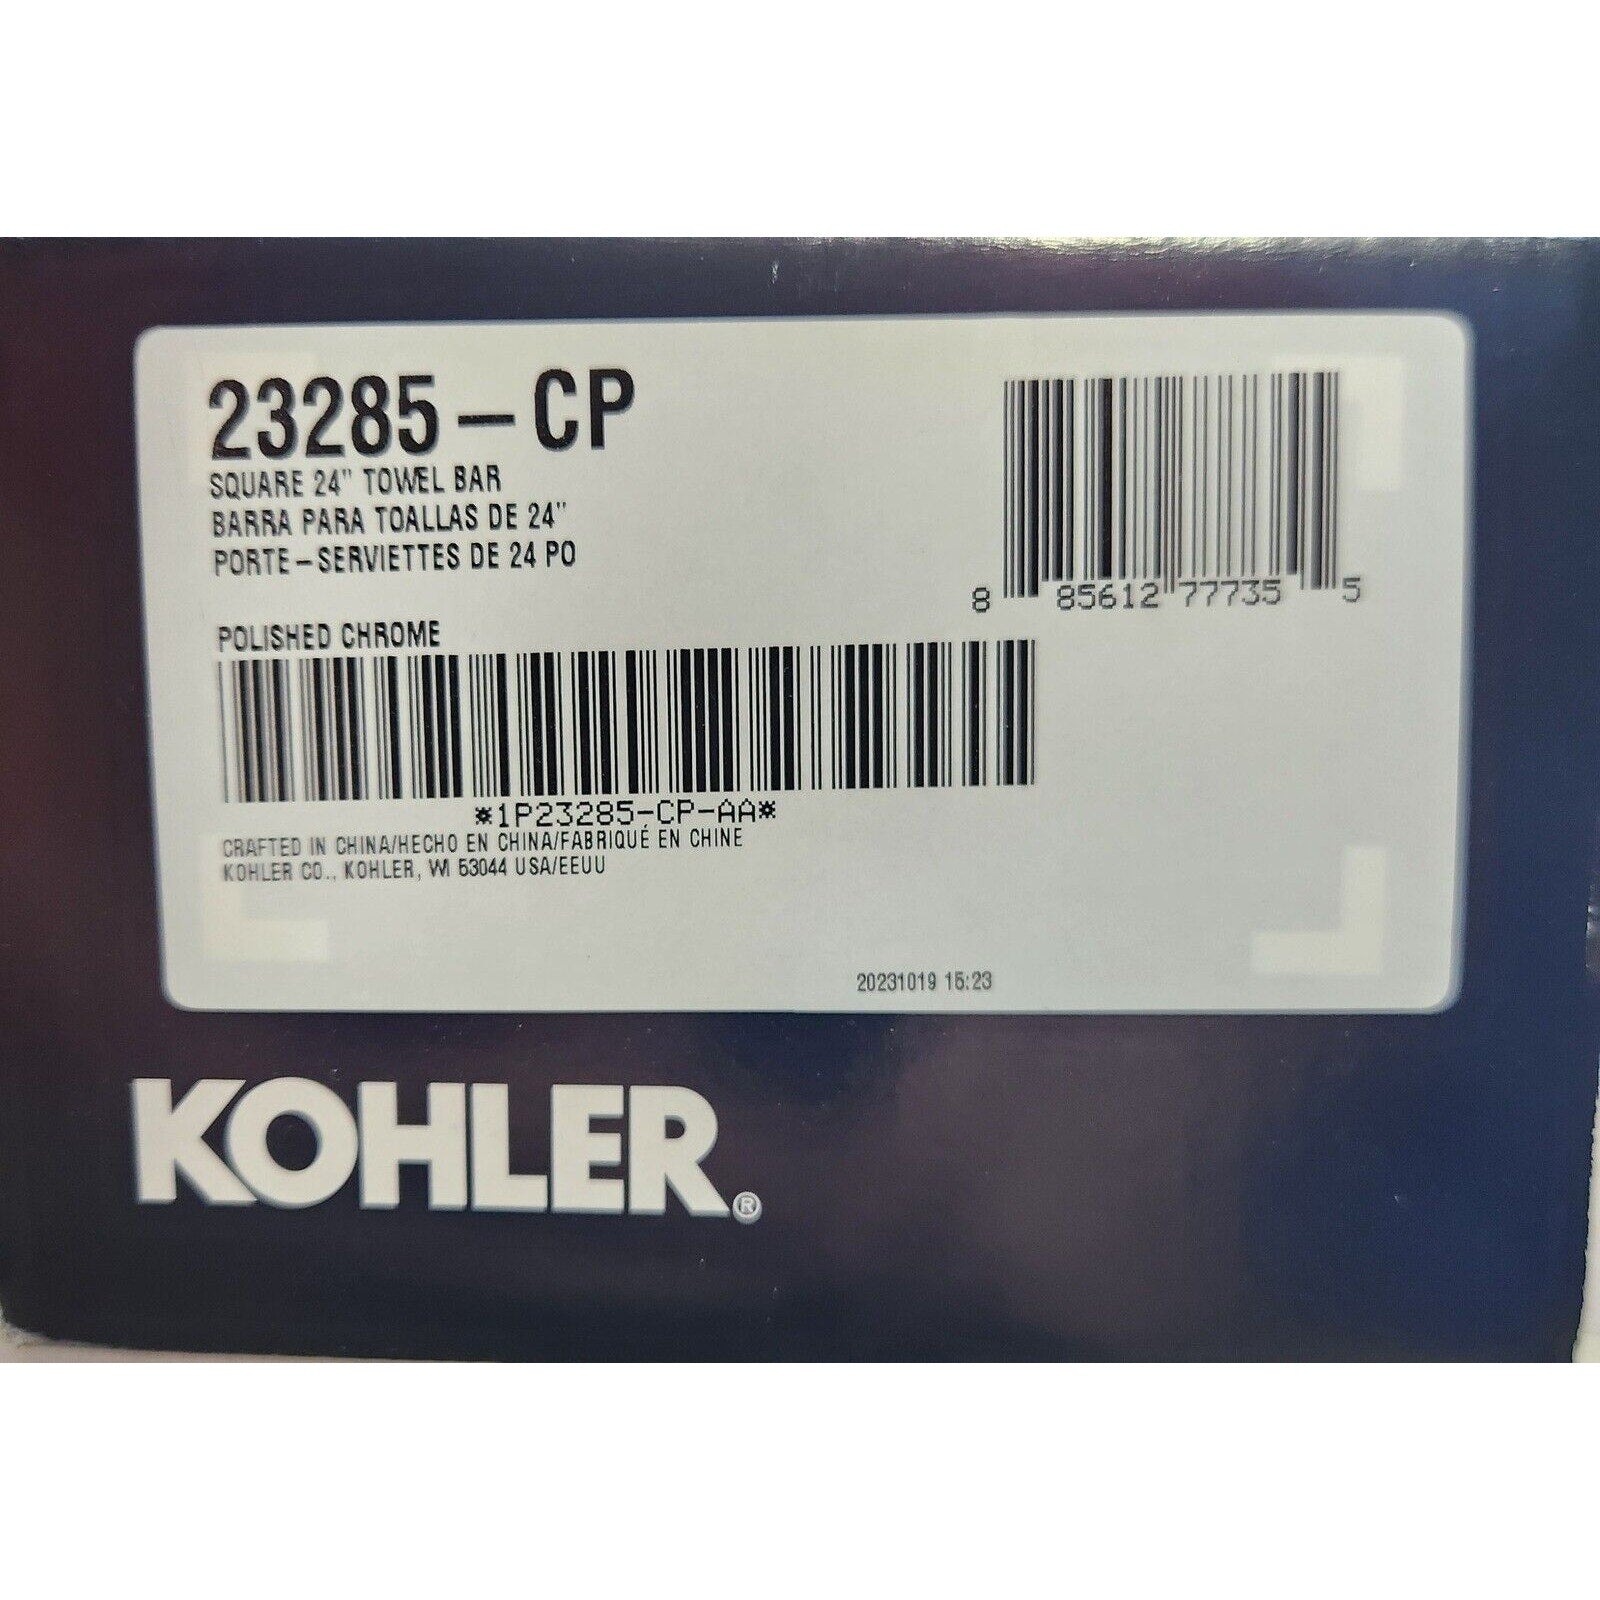 23285-CP
SQUARE 24" TOWEL BAR
BARRA PARA TOALLAS DE 24"
PORTE-SERVIETTES DE 24 PO
8 85612 77735 5
POLISHED CHROME
*1P23285-CP-AA*
CRAFTED IN CHINA/HECHO EN CHINA/FABRIQUÉ EN CHINE
KOHLER CO., KOHLER, WI 53044 USA/EEUU
20231019 15:23
KOHLER®